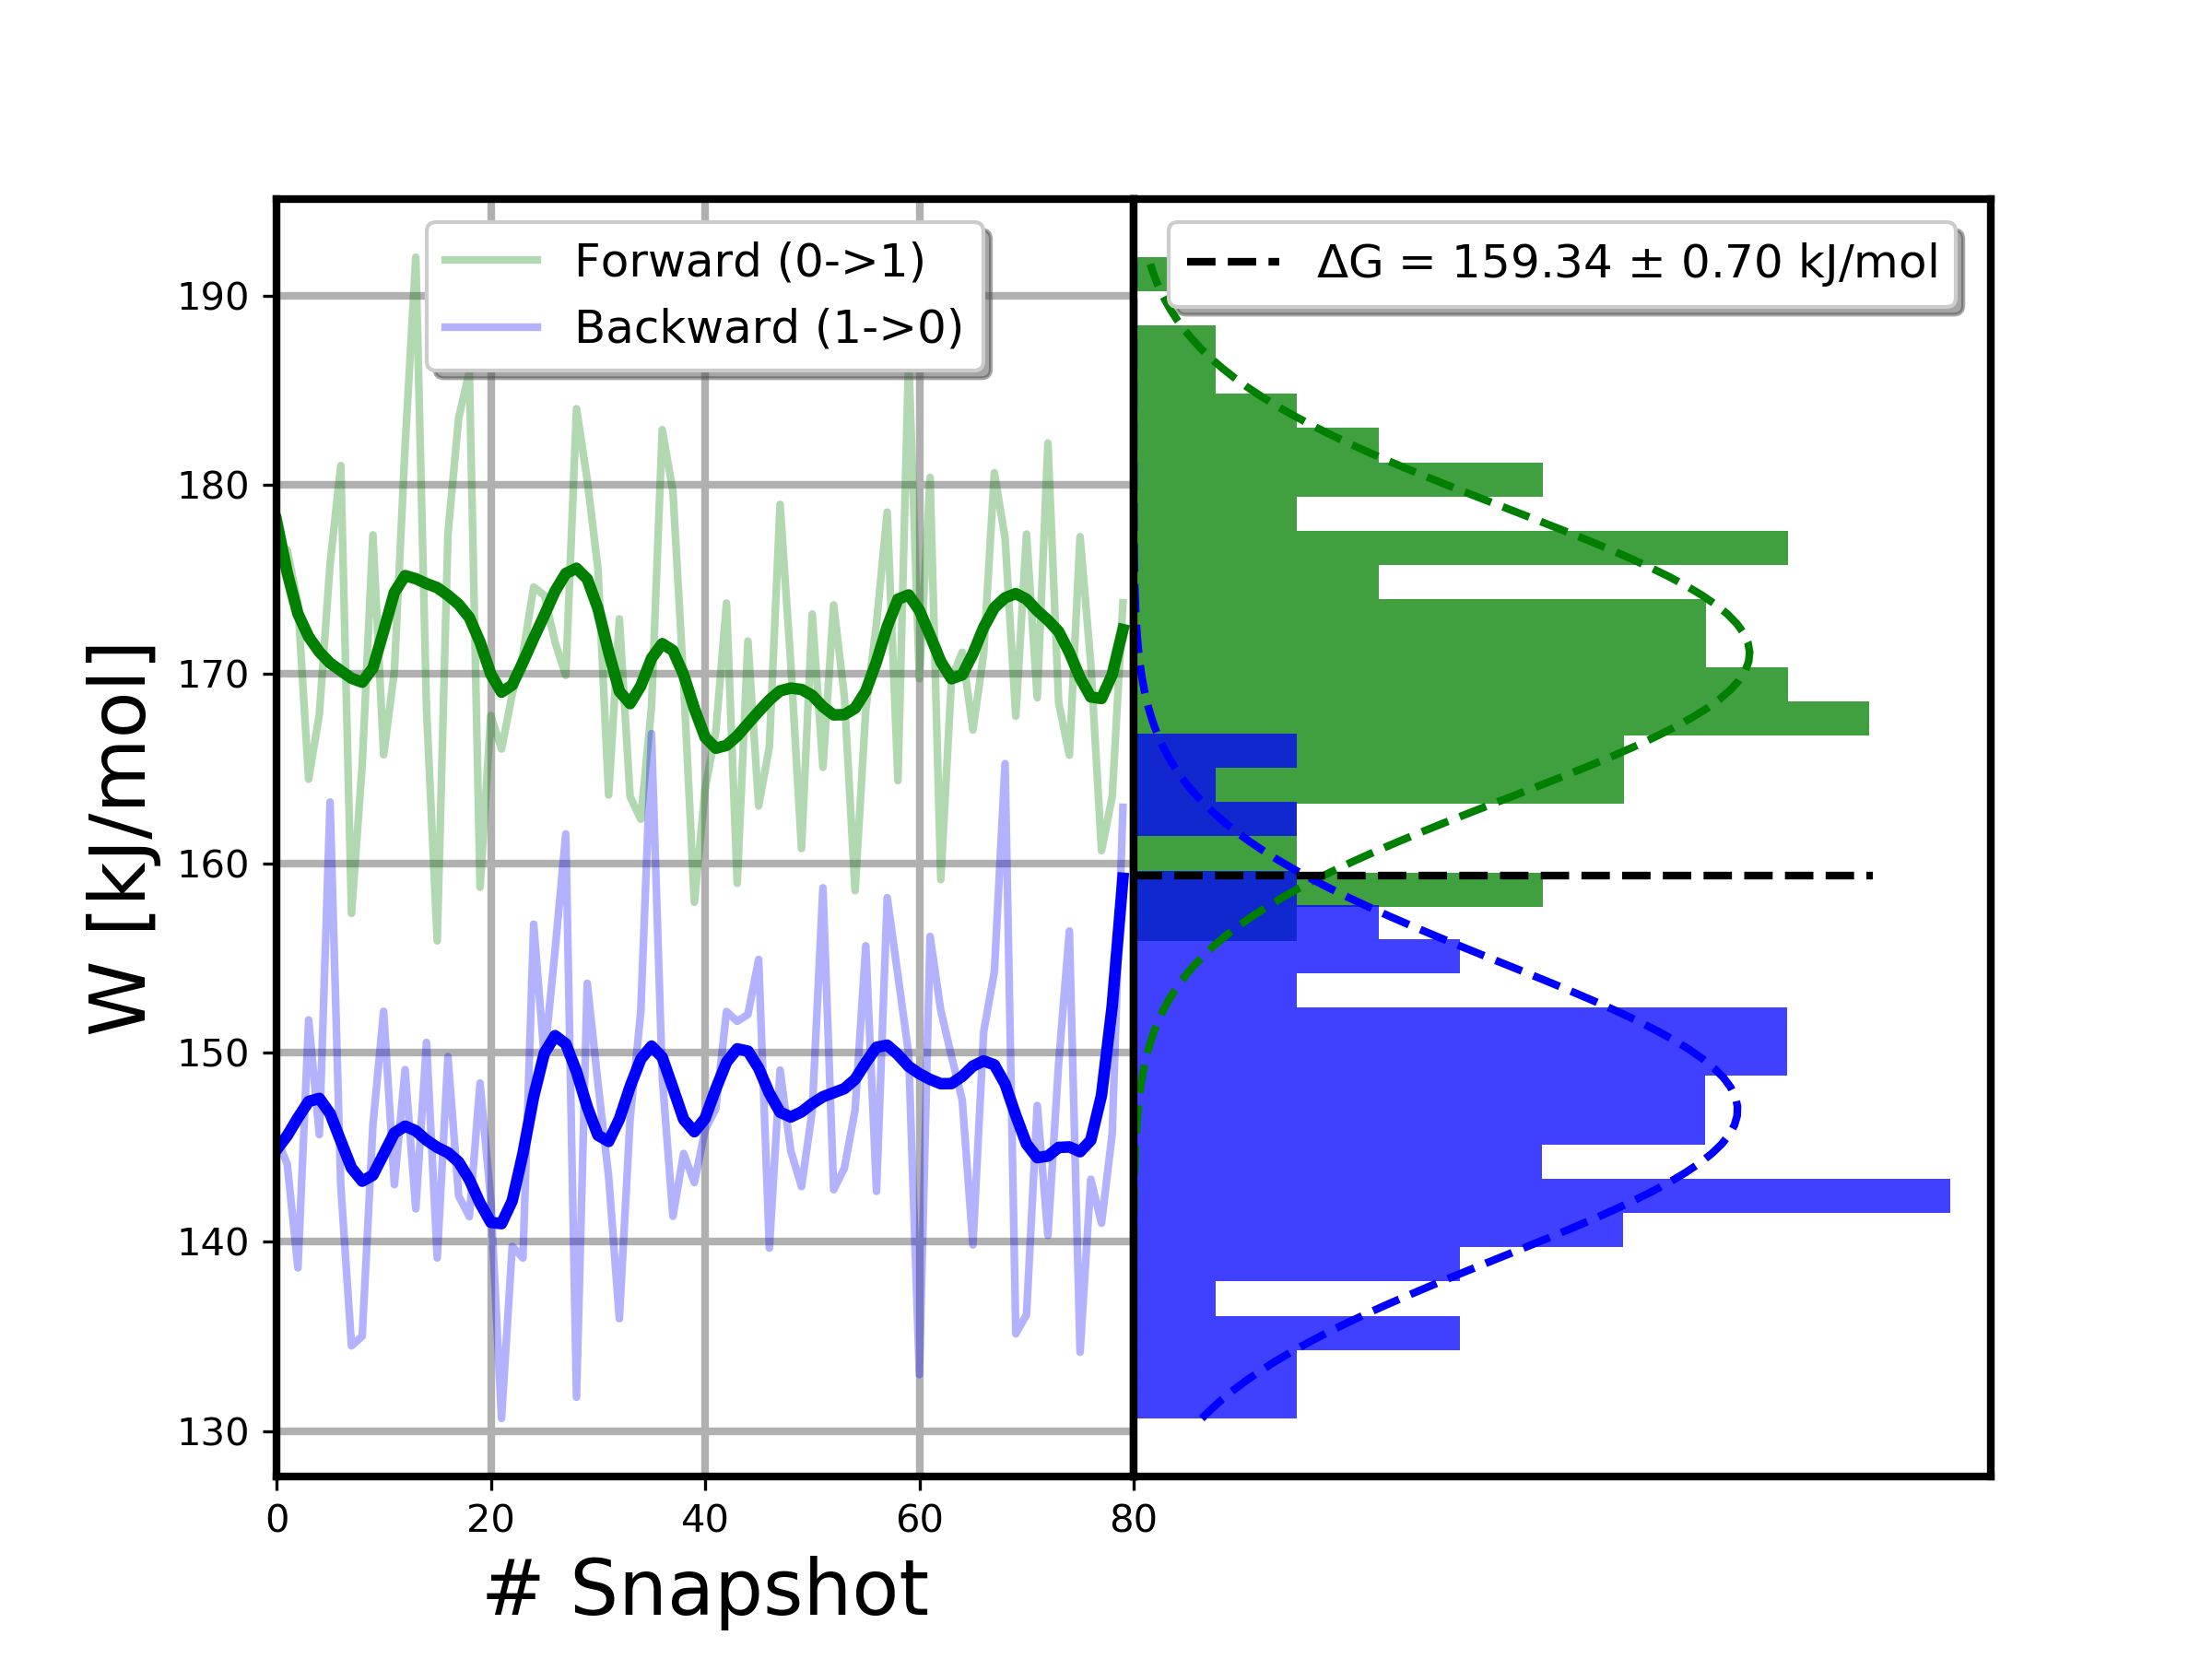 Forward (0->1)
Backward (1->0)
ΔG = 159.34 ± 0.70 kJ/mol
W [kJ/mol]
190
180
170
160
150
140
130
0 20 40 60 80
# Snapshot